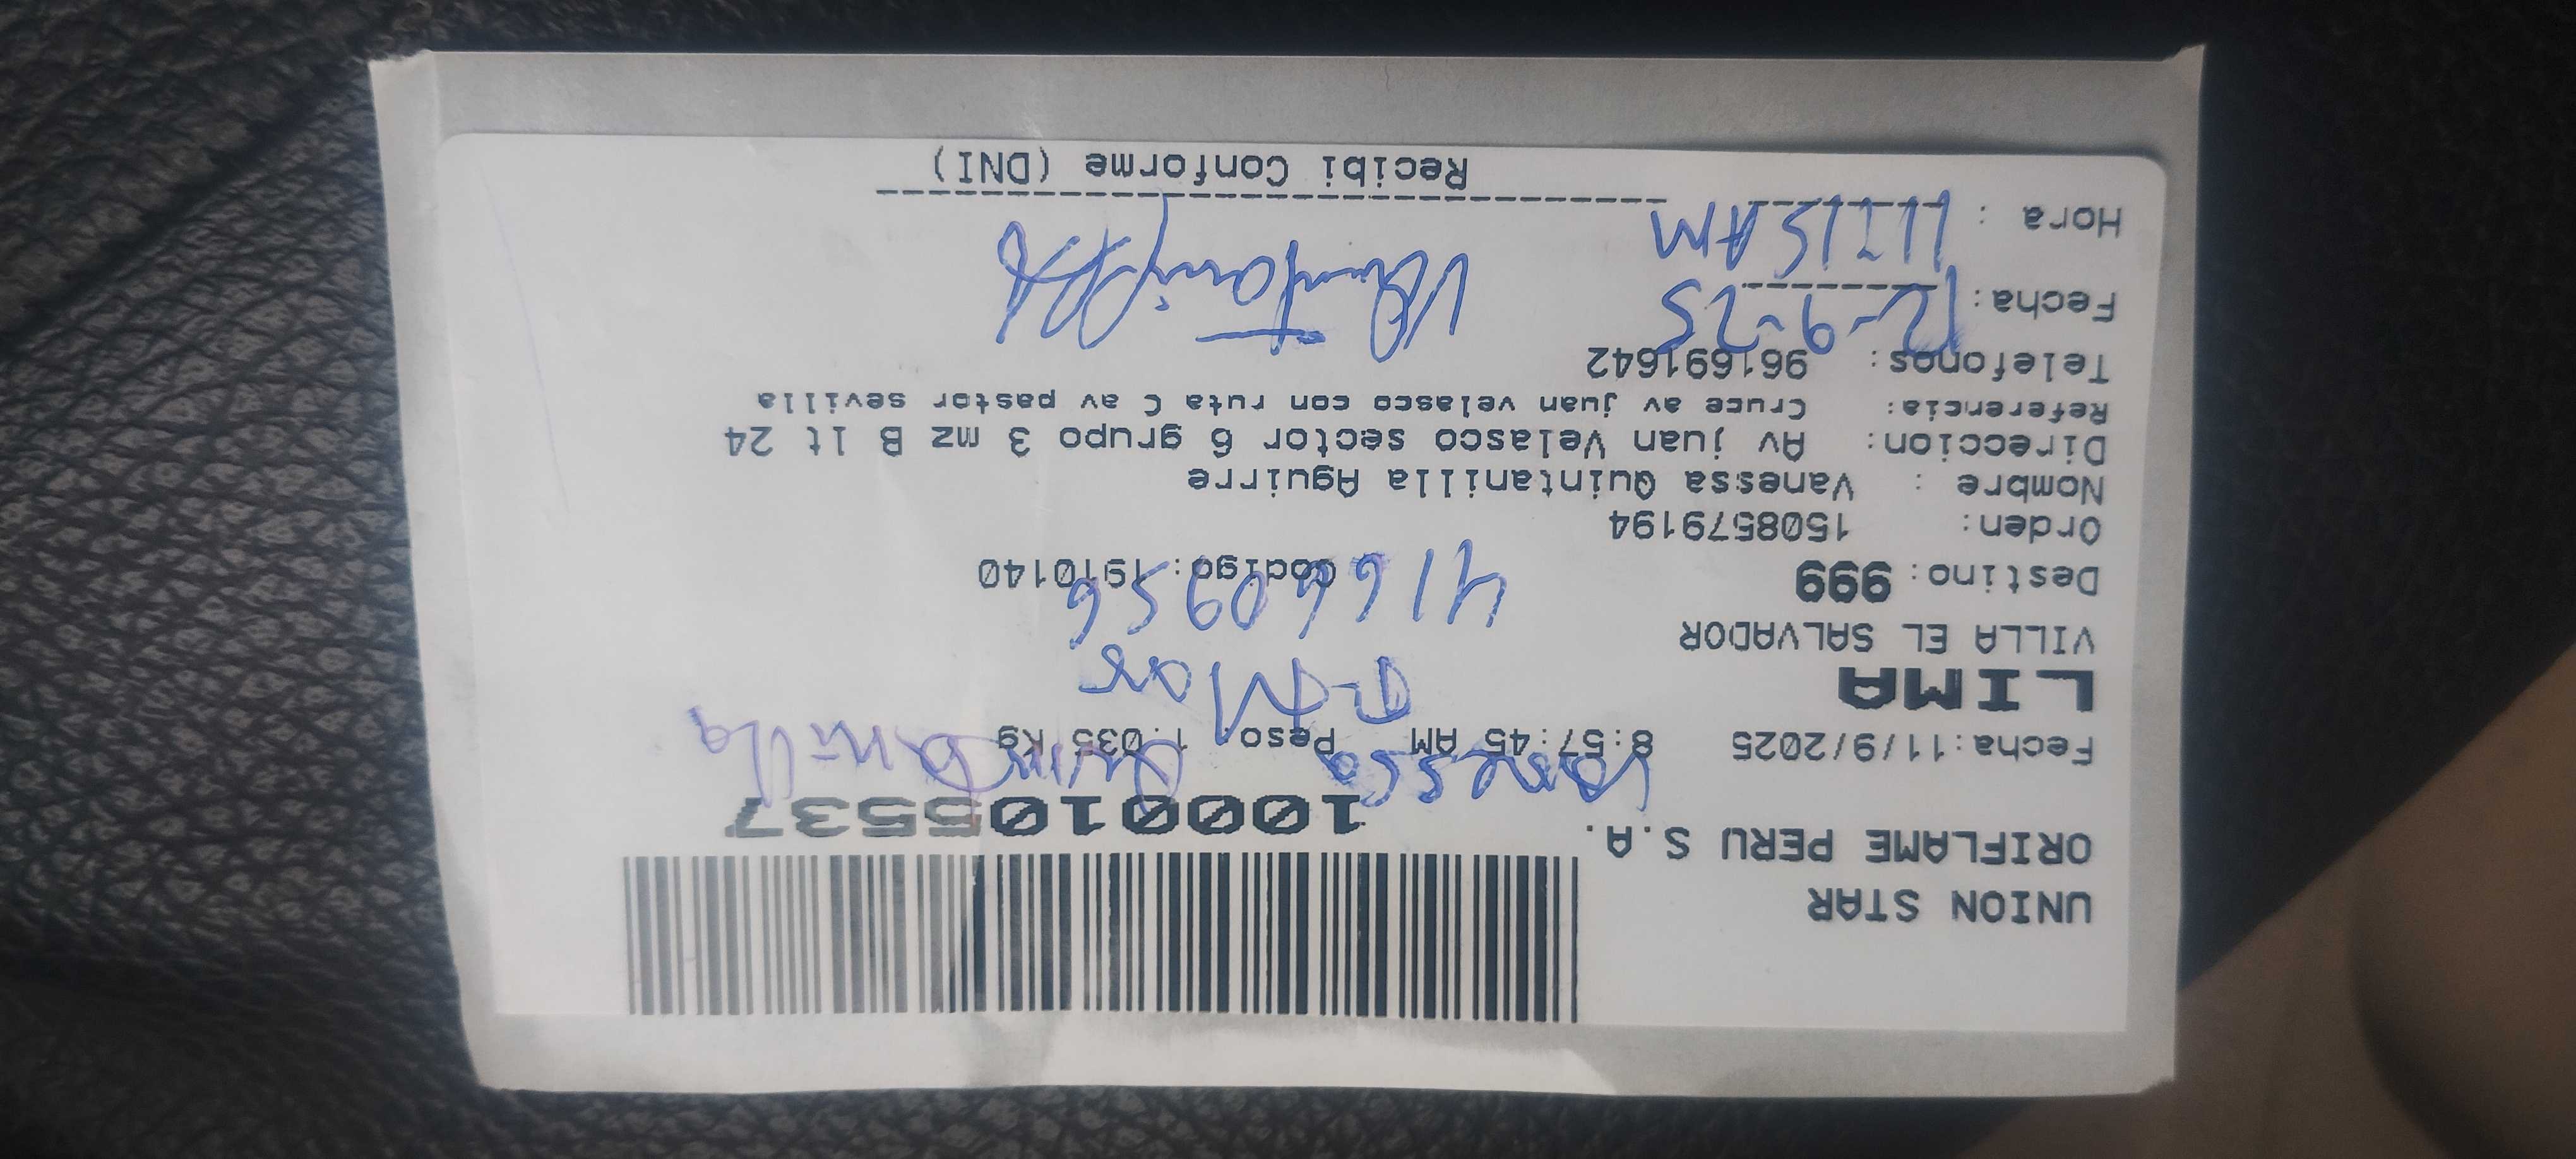 UNION STAR
ORIFLAME PERU S.A.
1000105537
Vanessa Quintanilla
Fecha:11/9/2025 8:57:45 AM Peso: 1.035 Kg
LIMA
VILLA EL SALVADOR
41660956
Destino: 999 Codigo: 1910140
Orden: 1508579194
Nombre : Vanessa Quintanilla Aguirre
Direccion: Av juan Velasco sector 6 grupo 3 mz B lt 24
Referencia: Cruce av juan velasco con ruta C av pastor sevilla
Telefonos: 961691642
Fecha: 12-9-25
Hora : 11:15 AM
Recibi Conforme (DNI)